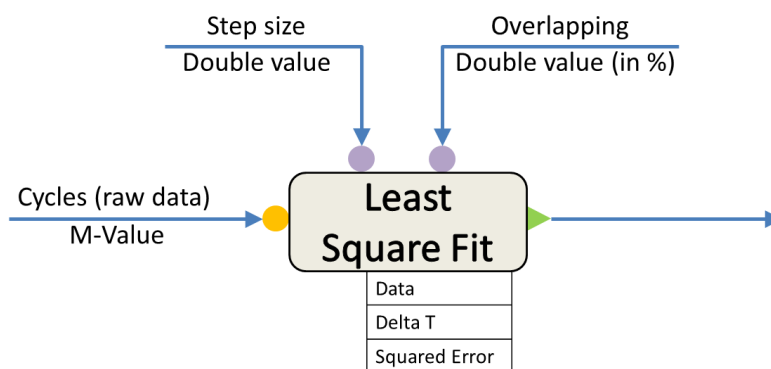 Step size
Double value
Overlapping
Double value (in %)
Cycles (raw data)
M-Value
Least
Square Fit
Data
Delta T
Squared Error